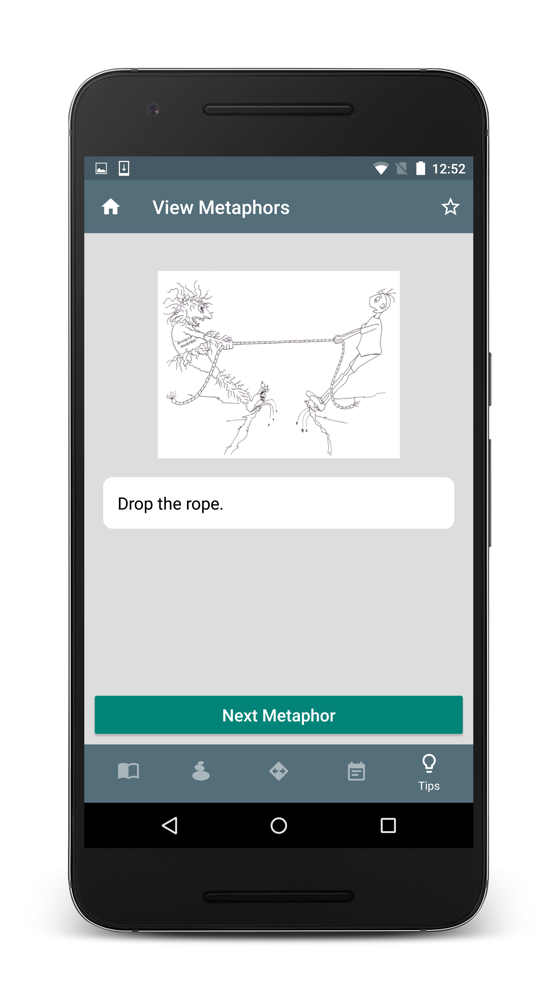 12:52
View Metaphors
ANXIETY
MONSTER
Drop the rope.
Next Metaphor
Tips